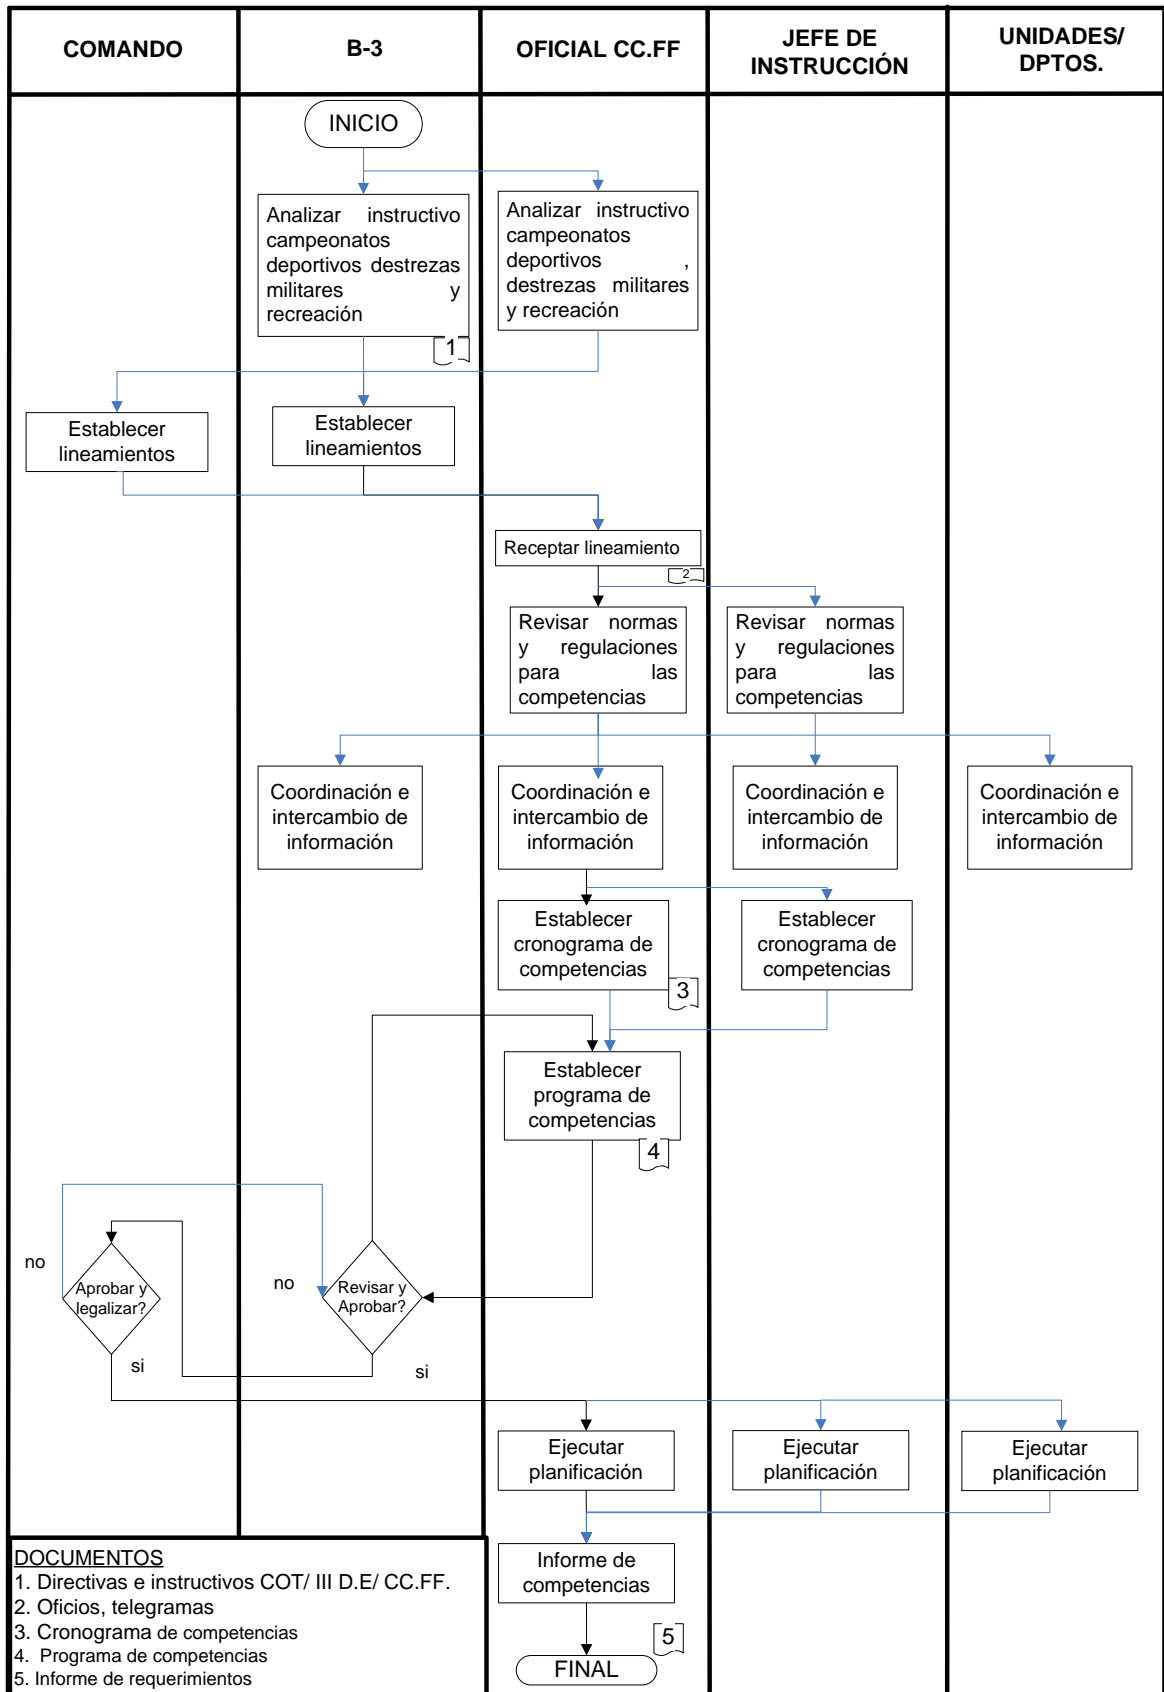 COMANDO
B-3
OFICIAL CC.FF
JEFE DE
INSTRUCCIÓN
UNIDADES/
DPTOS.
INICIO
Analizar instructivo
campeonatos
deportivos destrezas
militares y
recreación
1
Analizar instructivo
campeonatos
deportivos ,
destrezas militares
y recreación
Establecer
lineamientos
Establecer
lineamientos
Receptar lineamiento
2
Revisar normas
y regulaciones
para las
competencias
Revisar normas
y regulaciones
para las
competencias
Coordinación e
intercambio de
información
Coordinación e
intercambio de
información
Coordinación e
intercambio de
información
Coordinación e
intercambio de
información
Establecer
cronograma de
competencias
3
Establecer
cronograma de
competencias
Establecer
programa de
competencias
4
no
Aprobar y
legalizar?
si
no
Revisar y
Aprobar?
si
Ejecutar
planificación
Ejecutar
planificación
Ejecutar
planificación
Informe de
competencias
5
FINAL
DOCUMENTOS
1. Directivas e instructivos COT/ III D.E/ CC.FF.
2. Oficios, telegramas
3. Cronograma de competencias
4. Programa de competencias
5. Informe de requerimientos